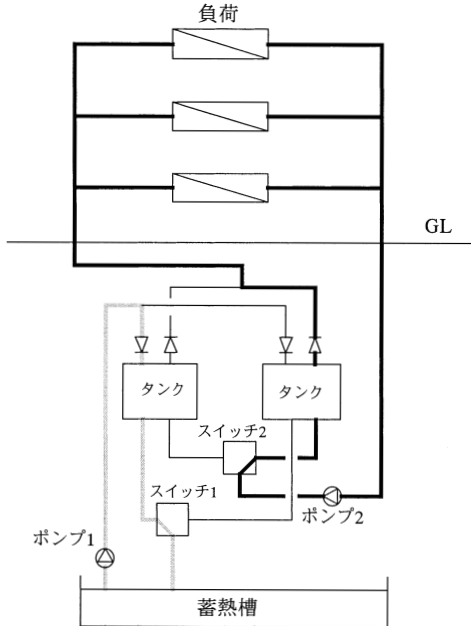 負荷
GL
タンク
タンク
スイッチ2
スイッチ1
ポンプ2
ポンプ1
蓄熱槽